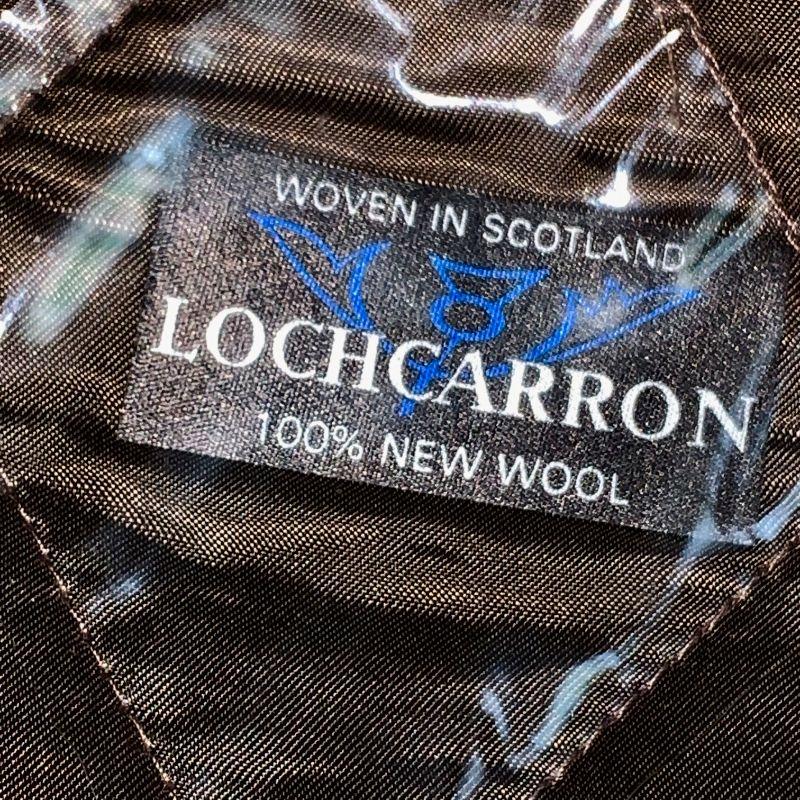 WOVEN IN SCOTLAND
LOCHCARRON
100% NEW WOOL